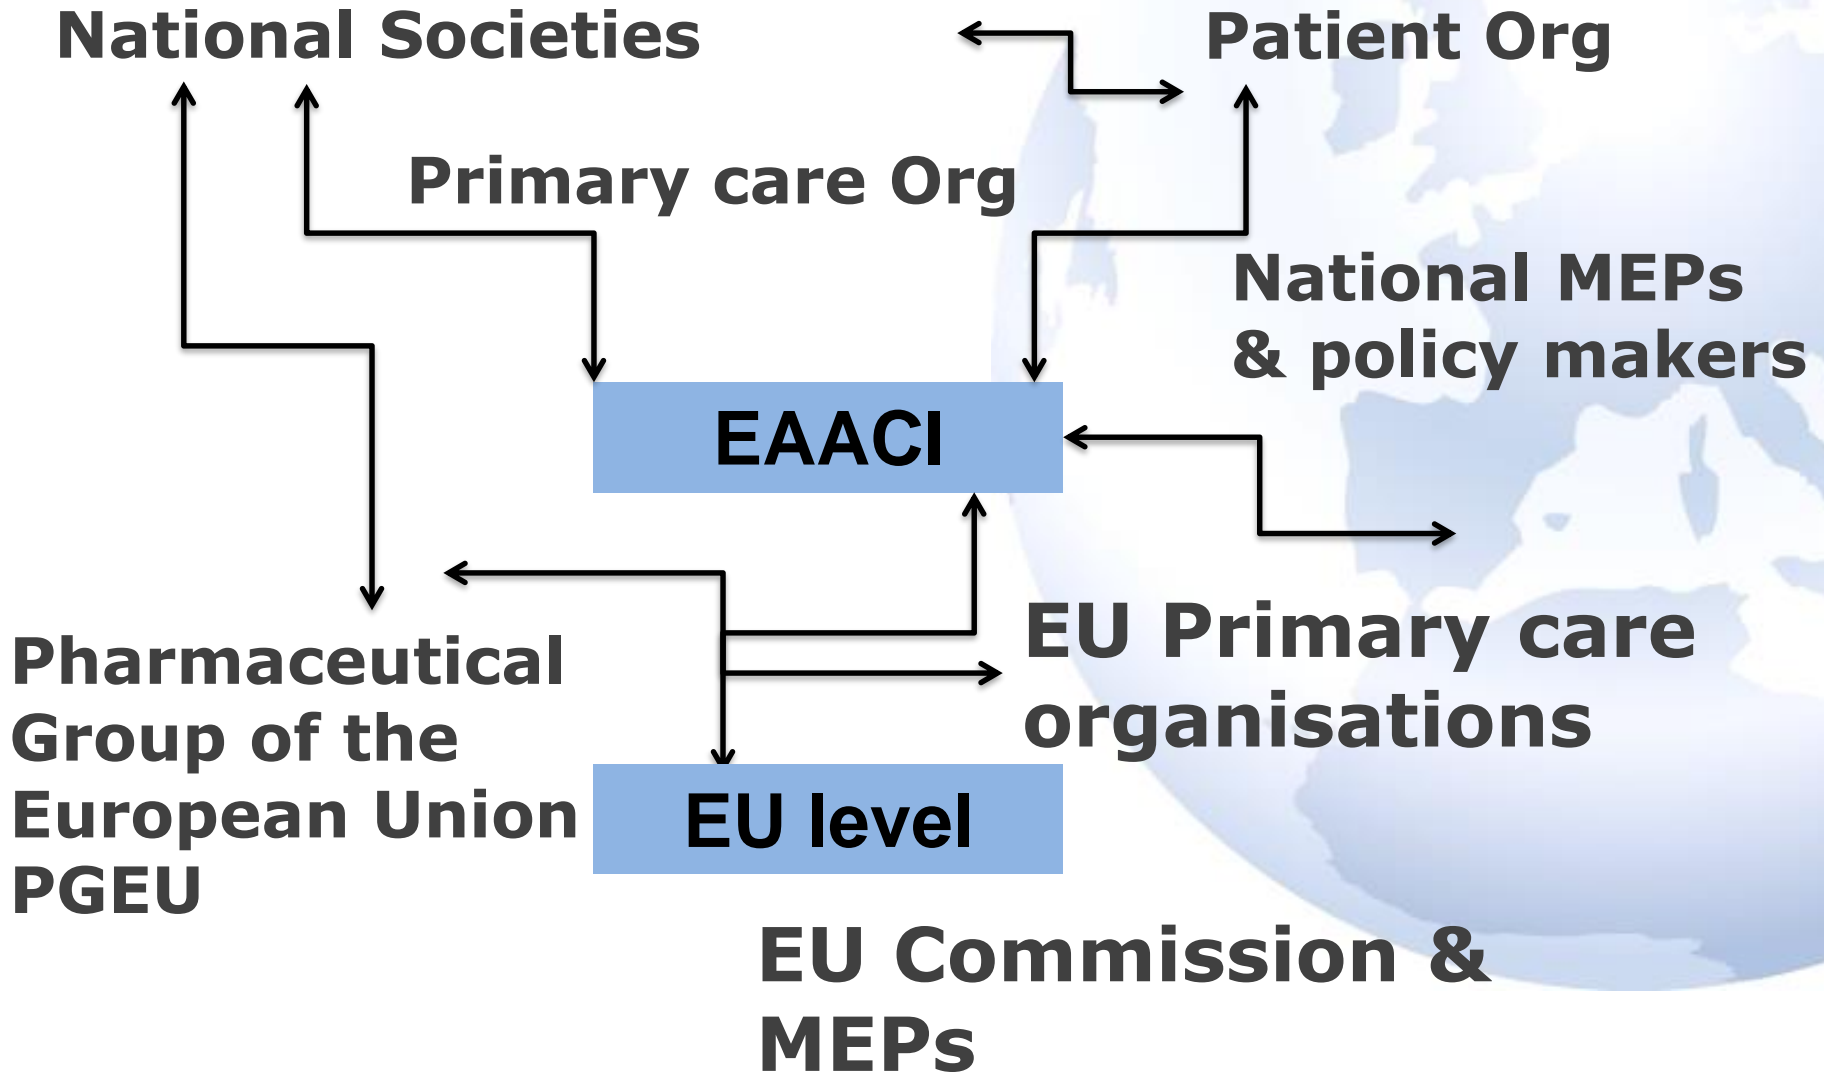 National Societies
Patient Org
Primary care Org
National MEPs
& policy makers
EAACI
EU Primary care
organisations
Pharmaceutical
Group of the
European Union
PGEU
EU level
EU Commission &
MEPs